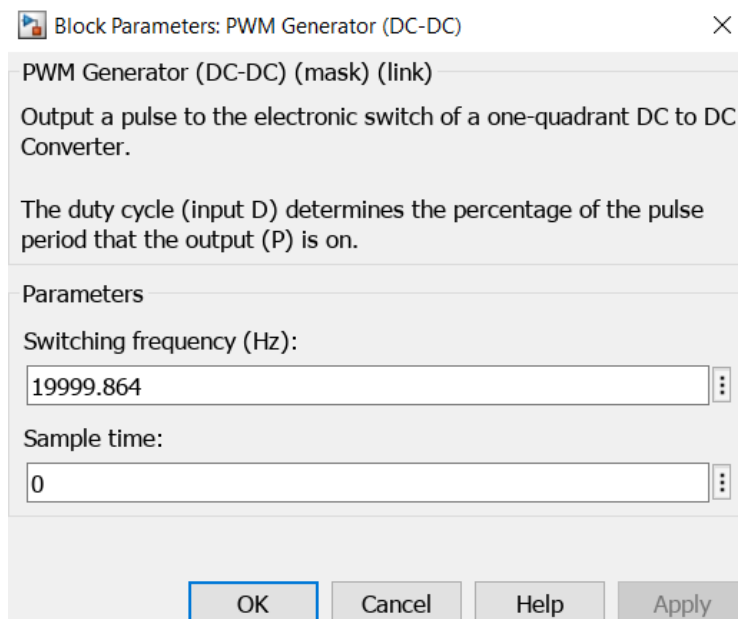 Block Parameters: PWM Generator (DC-DC)
PWM Generator (DC-DC) (mask) (link)
Output a pulse to the electronic switch of a one-quadrant DC to DC
Converter.
The duty cycle (input D) determines the percentage of the pulse
period that the output (P) is on.
Parameters
Switching frequency (Hz):
19999.864
Sample time:
0
OK Cancel Help Apply